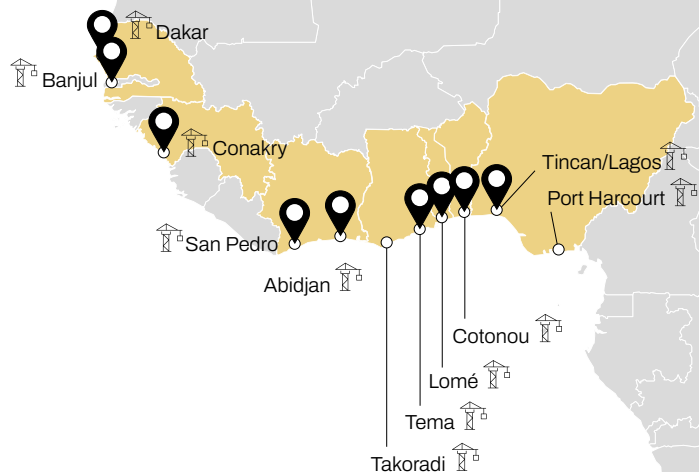 Dakar
Banjul
Conakry
Tincan/Lagos
Port Harcourt
San Pedro
Abidjan
Cotonou
Lomé
Tema
Takoradi